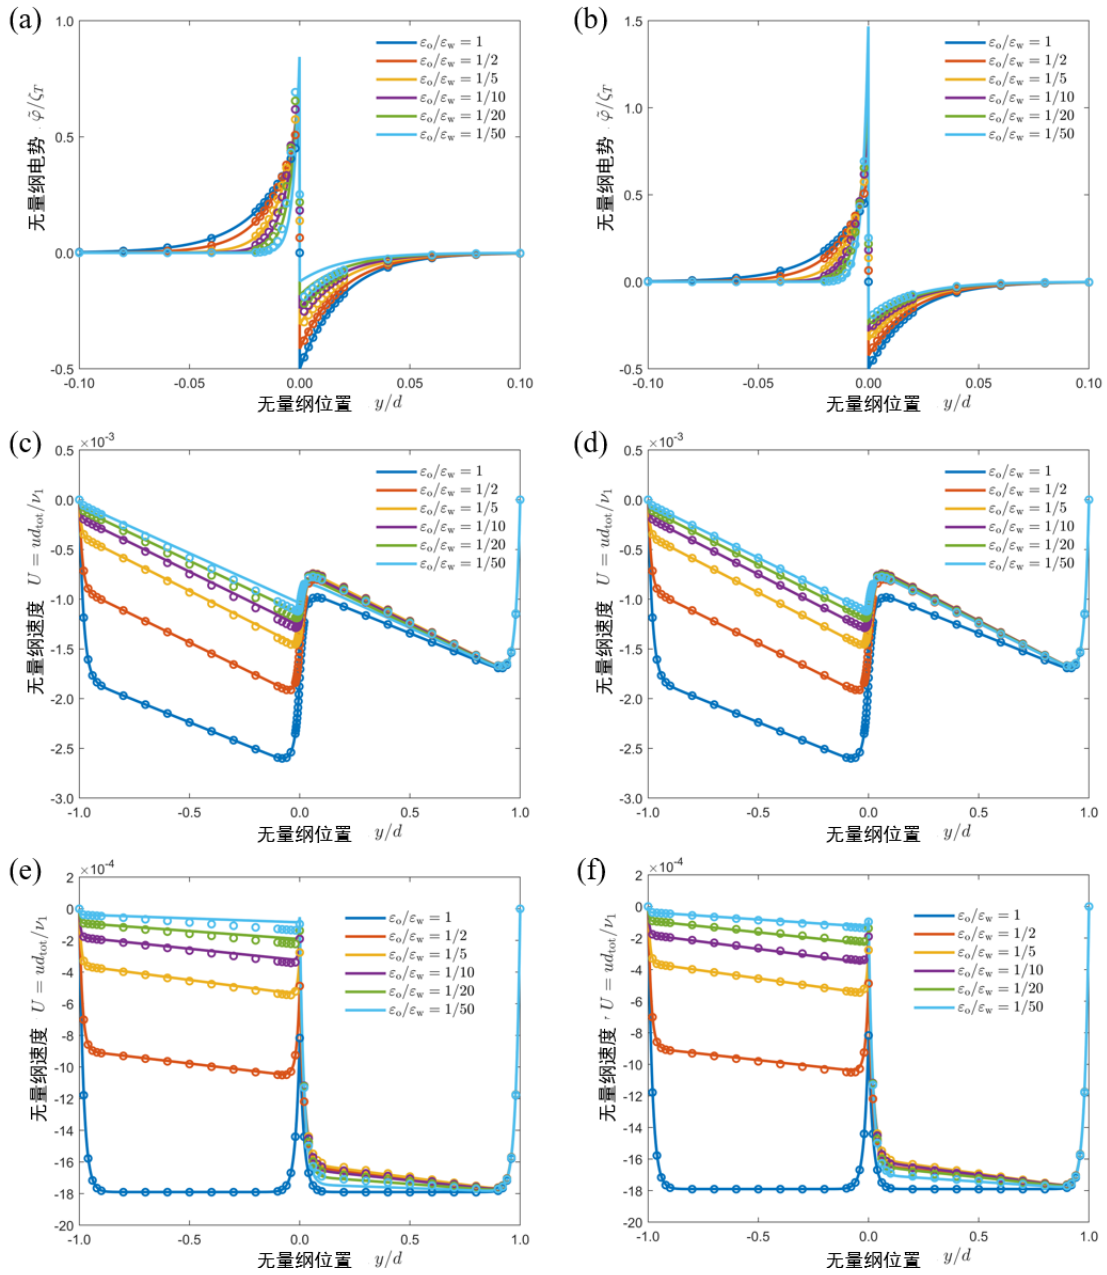 (a)
1.0
0.5
0.0
-0.5
-0.10
-0.05
0.00
0.05
0.10
无量纲电势 φ̃/ζ_T
无量纲位置 y/d
ε_o/ε_w = 1
ε_o/ε_w = 1/2
ε_o/ε_w = 1/5
ε_o/ε_w = 1/10
ε_o/ε_w = 1/20
ε_o/ε_w = 1/50
(b)
1.5
1.0
0.5
0.0
-0.5
-0.10
-0.05
0.00
0.05
0.10
无量纲电势 φ̃/ζ_T
无量纲位置 y/d
ε_o/ε_w = 1
ε_o/ε_w = 1/2
ε_o/ε_w = 1/5
ε_o/ε_w = 1/10
ε_o/ε_w = 1/20
ε_o/ε_w = 1/50
(c)
×10⁻³
0.5
0.0
-0.5
-1.0
-1.5
-2.0
-2.5
-3.0
-1.0
-0.5
0.0
0.5
1.0
无量纲速度 U = ud_tot/ν₁
无量纲位置 y/d
ε_o/ε_w = 1
ε_o/ε_w = 1/2
ε_o/ε_w = 1/5
ε_o/ε_w = 1/10
ε_o/ε_w = 1/20
ε_o/ε_w = 1/50
(d)
×10⁻³
0.5
0.0
-0.5
-1.0
-1.5
-2.0
-2.5
-3.0
-1.0
-0.5
0.0
0.5
1.0
无量纲速度 U = ud_tot/ν₁
无量纲位置 y/d
ε_o/ε_w = 1
ε_o/ε_w = 1/2
ε_o/ε_w = 1/5
ε_o/ε_w = 1/10
ε_o/ε_w = 1/20
ε_o/ε_w = 1/50
(e)
×10⁻⁴
2
0
-2
-4
-6
-8
-10
-12
-14
-16
-18
-20
-1.0
-0.5
0.0
0.5
1.0
无量纲速度 U = ud_tot/ν₁
无量纲位置 y/d
ε_o/ε_w = 1
ε_o/ε_w = 1/2
ε_o/ε_w = 1/5
ε_o/ε_w = 1/10
ε_o/ε_w = 1/20
ε_o/ε_w = 1/50
(f)
×10⁻⁴
2
0
-2
-4
-6
-8
-10
-12
-14
-16
-18
-20
-1.0
-0.5
0.0
0.5
1.0
无量纲速度 U = ud_tot/ν₁
无量纲位置 y/d
ε_o/ε_w = 1
ε_o/ε_w = 1/2
ε_o/ε_w = 1/5
ε_o/ε_w = 1/10
ε_o/ε_w = 1/20
ε_o/ε_w = 1/50